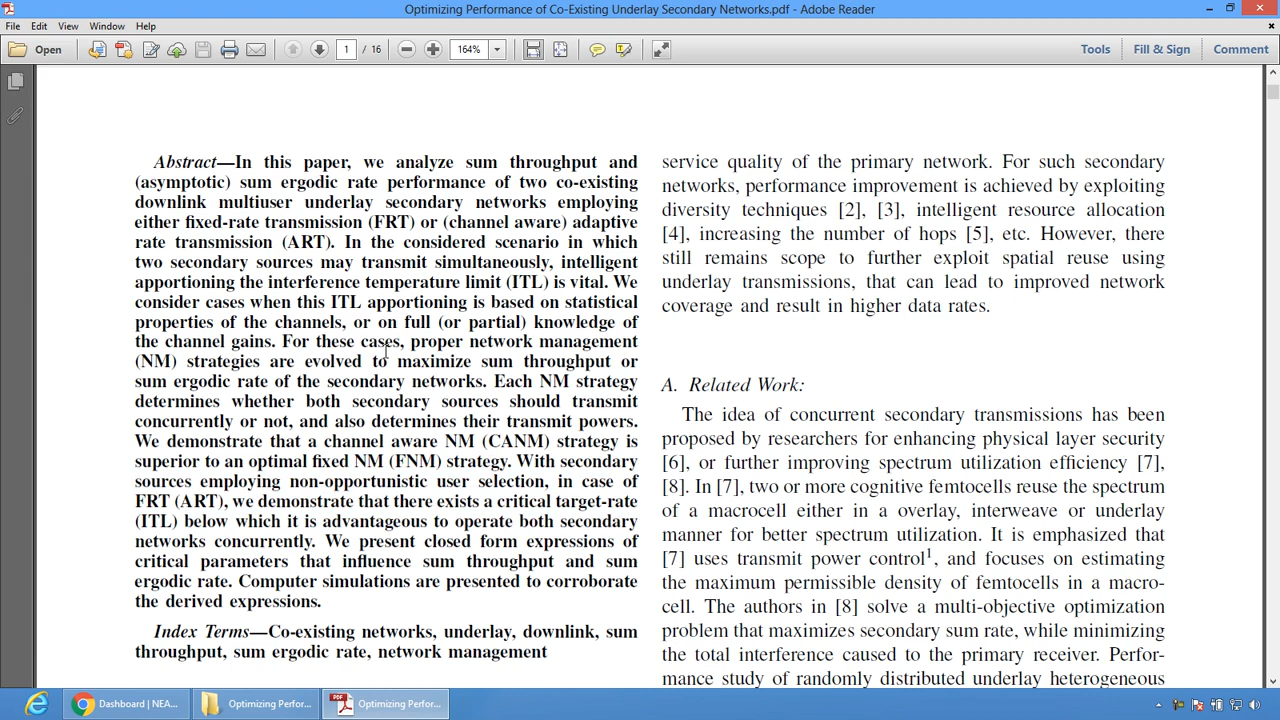 Optimizing Performance of Co-Existing Underlay Secondary Networks.pdf - Adobe Reader
File Edit View Window Help
Open 1 / 16 164% Tools Fill & Sign Comment
Abstract—In this paper, we analyze sum throughput and
(asymptotic) sum ergodic rate performance of two co-existing
downlink multiuser underlay secondary networks employing
either fixed-rate transmission (FRT) or (channel aware) adaptive
rate transmission (ART). In the considered scenario in which
two secondary sources may transmit simultaneously, intelligent
apportioning the interference temperature limit (ITL) is vital. We
consider cases when this ITL apportioning is based on statistical
properties of the channels, or on full (or partial) knowledge of
the channel gains. For these cases, proper network management
(NM) strategies are evolved to maximize sum throughput or
sum ergodic rate of the secondary networks. Each NM strategy
determines whether both secondary sources should transmit
concurrently or not, and also determines their transmit powers.
We demonstrate that a channel aware NM (CANM) strategy is
superior to an optimal fixed NM (FNM) strategy. With secondary
sources employing non-opportunistic user selection, in case of
FRT (ART), we demonstrate that there exists a critical target-rate
(ITL) below which it is advantageous to operate both secondary
networks concurrently. We present closed form expressions of
critical parameters that influence sum throughput and sum
ergodic rate. Computer simulations are presented to corroborate
the derived expressions.
Index Terms—Co-existing networks, underlay, downlink, sum
throughput, sum ergodic rate, network management
service quality of the primary network. For such secondary
networks, performance improvement is achieved by exploiting
diversity techniques [2], [3], intelligent resource allocation
[4], increasing the number of hops [5], etc. However, there
still remains scope to further exploit spatial reuse using
underlay transmissions, that can lead to improved network
coverage and result in higher data rates.
A. Related Work:
The idea of concurrent secondary transmissions has been
proposed by researchers for enhancing physical layer security
[6], or further improving spectrum utilization efficiency [7],
[8]. In [7], two or more cognitive femtocells reuse the spectrum
of a macrocell either in a overlay, interweave or underlay
manner for better spectrum utilization. It is emphasized that
[7] uses transmit power control1, and focuses on estimating
the maximum permissible density of femtocells in a macro-
cell. The authors in [8] solve a multi-objective optimization
problem that maximizes secondary sum rate, while minimizing
the total interference caused to the primary receiver. Perfor-
mance study of randomly distributed underlay heterogeneous
Dashboard | NEA... Optimizing Perfor... Optimizing Perfor...